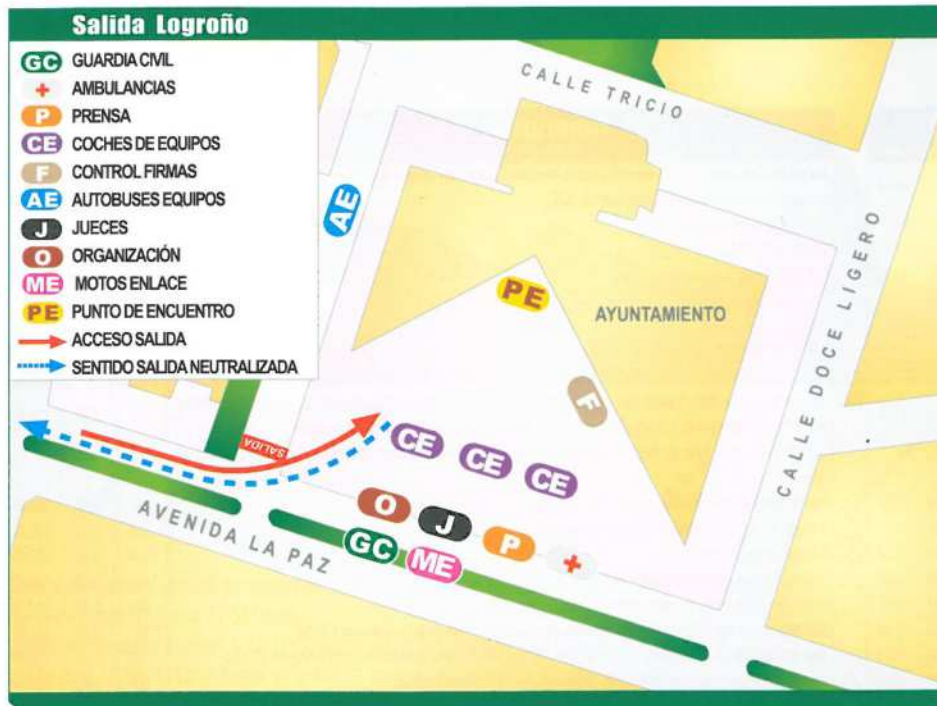 Salida Logroño
GC GUARDIA CIVIL
+ AMBULANCIAS
P PRENSA
CE COCHES DE EQUIPOS
F CONTROL FIRMAS
AE AUTOBUSES EQUIPOS
J JUECES
O ORGANIZACIÓN
ME MOTOS ENLACE
PE PUNTO DE ENCUENTRO
ACCESO SALIDA
SENTIDO SALIDA NEUTRALIZADA
CALLE TRICIO
AE
PE
AYUNTAMIENTO
CALLE DOCE LIGERO
F
SALIDA
CE
CE
CE
O
J
P
+
GC
ME
AVENIDA LA PAZ